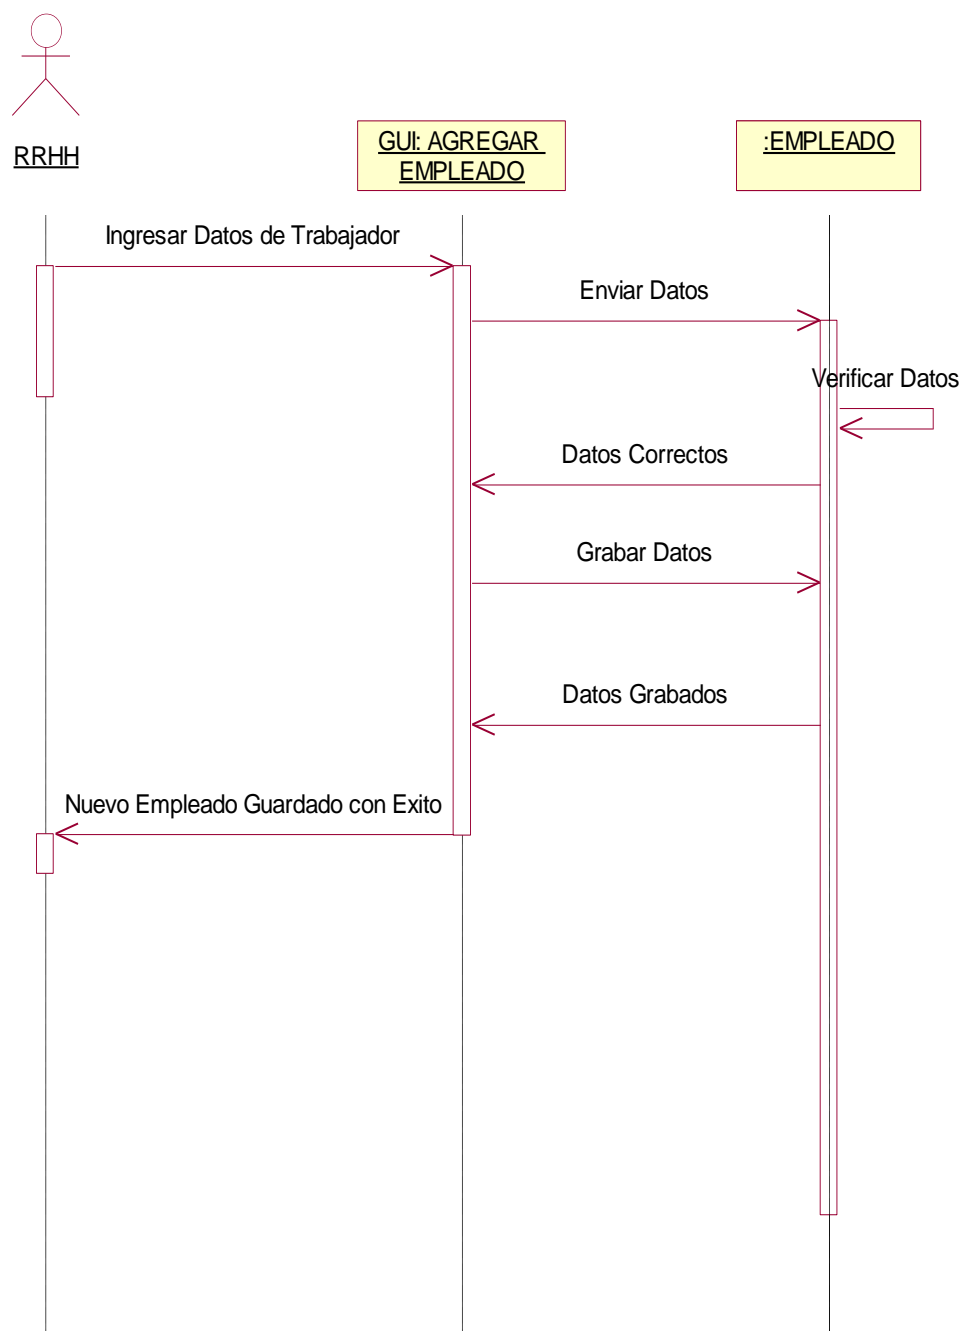 RRHH
GUI: AGREGAR
EMPLEADO
:EMPLEADO
Ingresar Datos de Trabajador
Enviar Datos
Verificar Datos
Datos Correctos
Grabar Datos
Datos Grabados
Nuevo Empleado Guardado con Exito